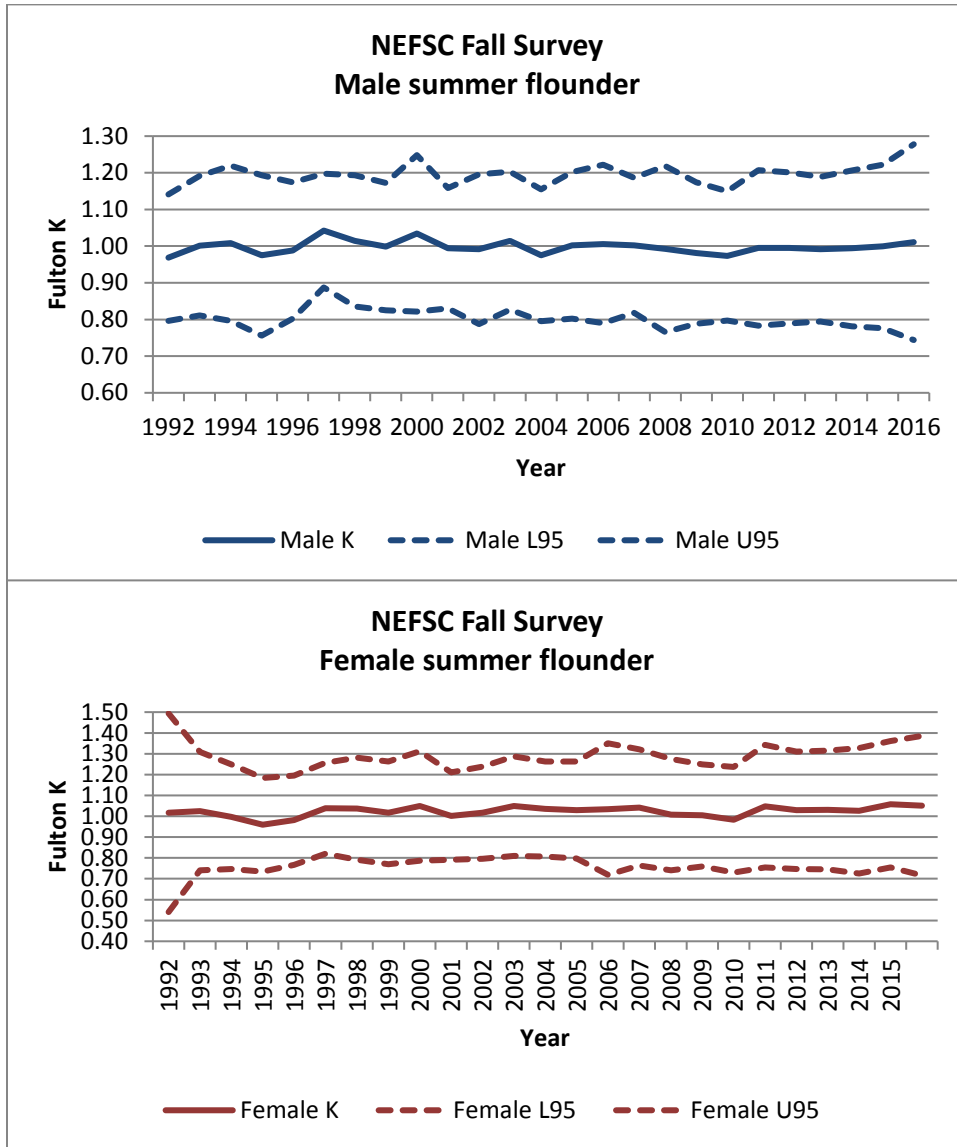 NEFSC Fall Survey
Male summer flounder
Fulton K
1.30
1.20
1.10
1.00
0.90
0.80
0.70
0.60
1992 1994 1996 1998 2000 2002 2004 2006 2008 2010 2012 2014 2016
Year
Male K Male L95 Male U95
NEFSC Fall Survey
Female summer flounder
Fulton K
1.50
1.40
1.30
1.20
1.10
1.00
0.90
0.80
0.70
0.60
0.50
0.40
1992 1993 1994 1995 1996 1997 1998 1999 2000 2001 2002 2003 2004 2005 2006 2007 2008 2009 2010 2011 2012 2013 2014 2015
Year
Female K Female L95 Female U95